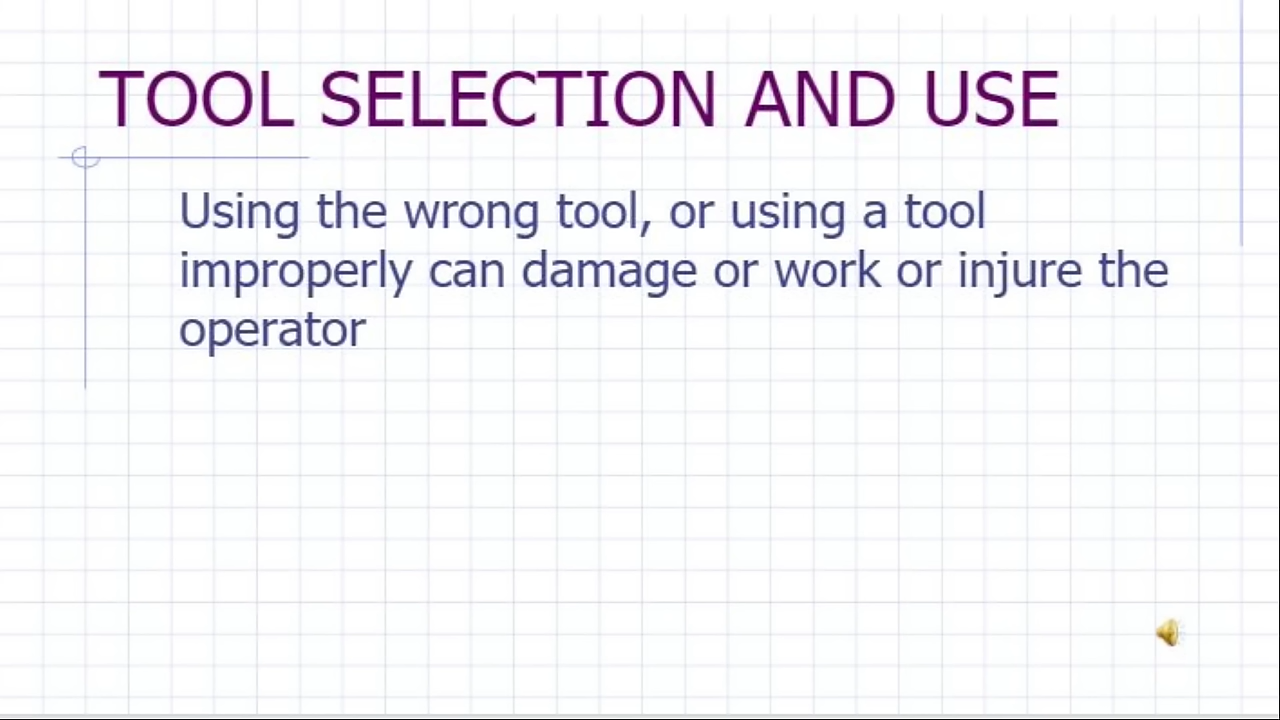 TOOL SELECTION AND USE
Using the wrong tool, or using a tool
improperly can damage or work or injure the
operator